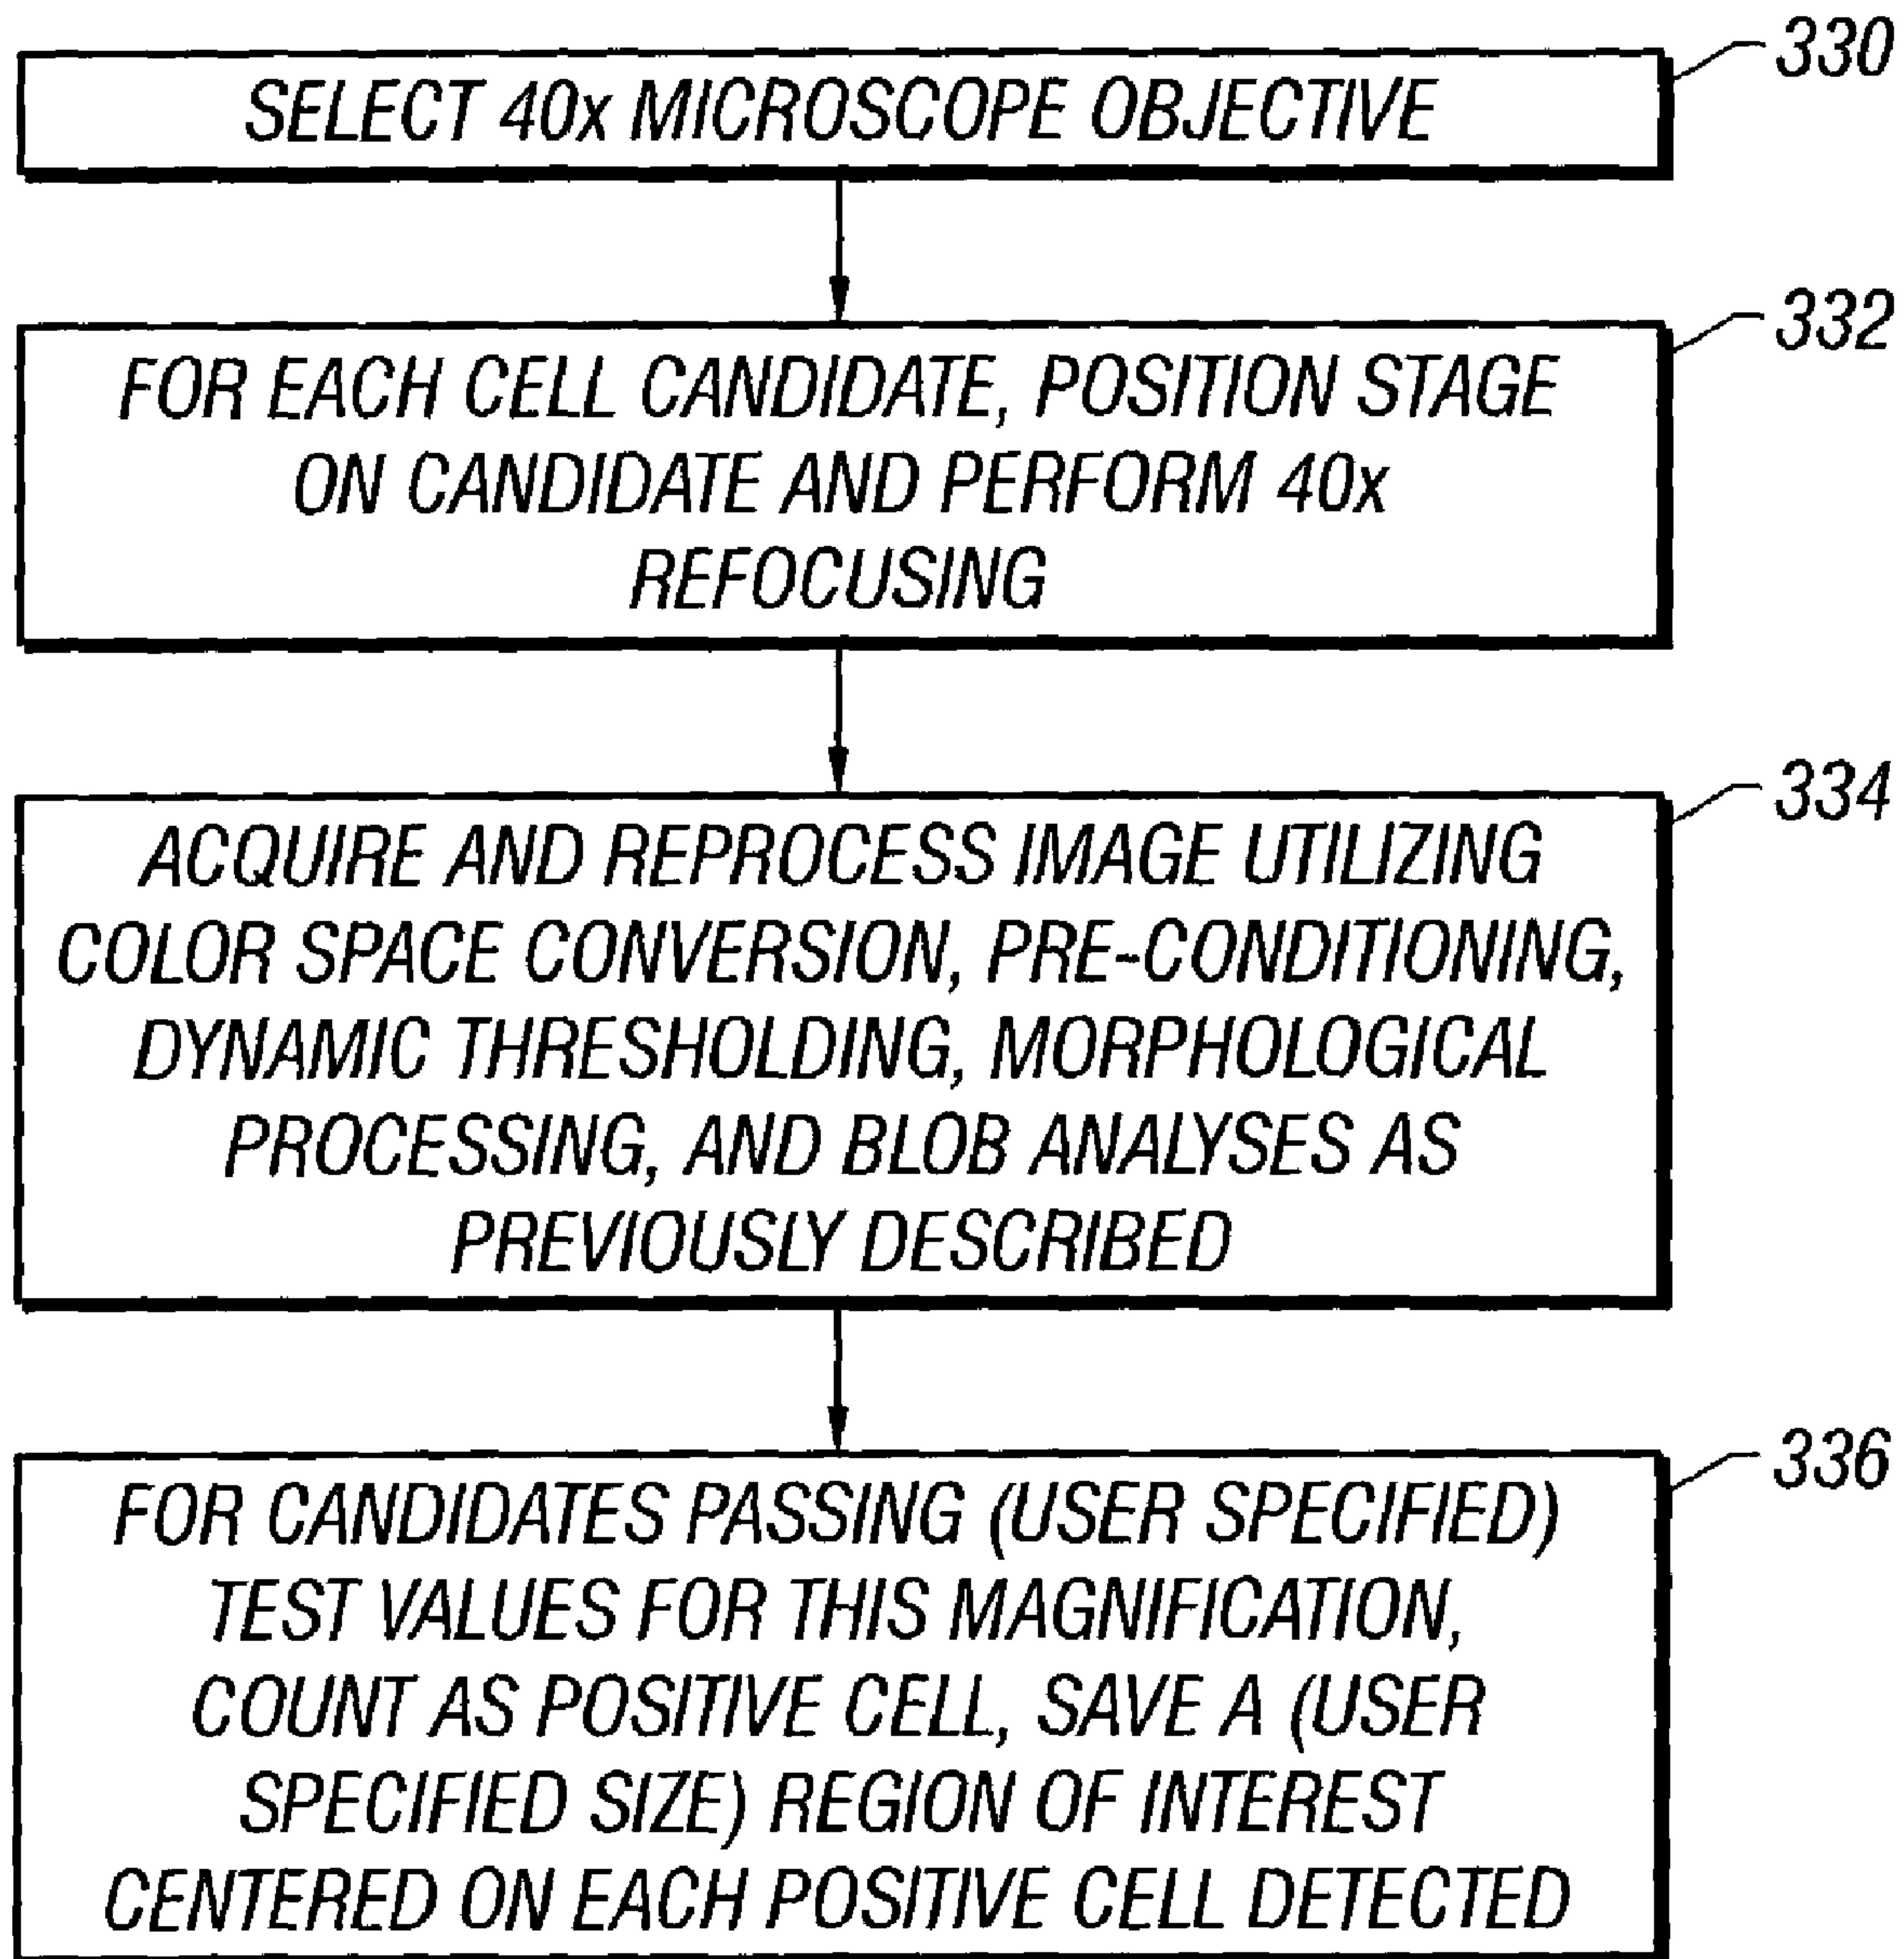 330
SELECT 40x MICROSCOPE OBJECTIVE
332
FOR EACH CELL CANDIDATE, POSITION STAGE
ON CANDIDATE AND PERFORM 40x
REFOCUSING
334
ACQUIRE AND REPROCESS IMAGE UTILIZING
COLOR SPACE CONVERSION, PRE-CONDITIONING,
DYNAMIC THRESHOLDING, MORPHOLOGICAL
PROCESSING, AND BLOB ANALYSES AS
PREVIOUSLY DESCRIBED
336
FOR CANDIDATES PASSING (USER SPECIFIED)
TEST VALUES FOR THIS MAGNIFICATION,
COUNT AS POSITIVE CELL, SAVE A (USER
SPECIFIED SIZE) REGION OF INTEREST
CENTERED ON EACH POSITIVE CELL DETECTED